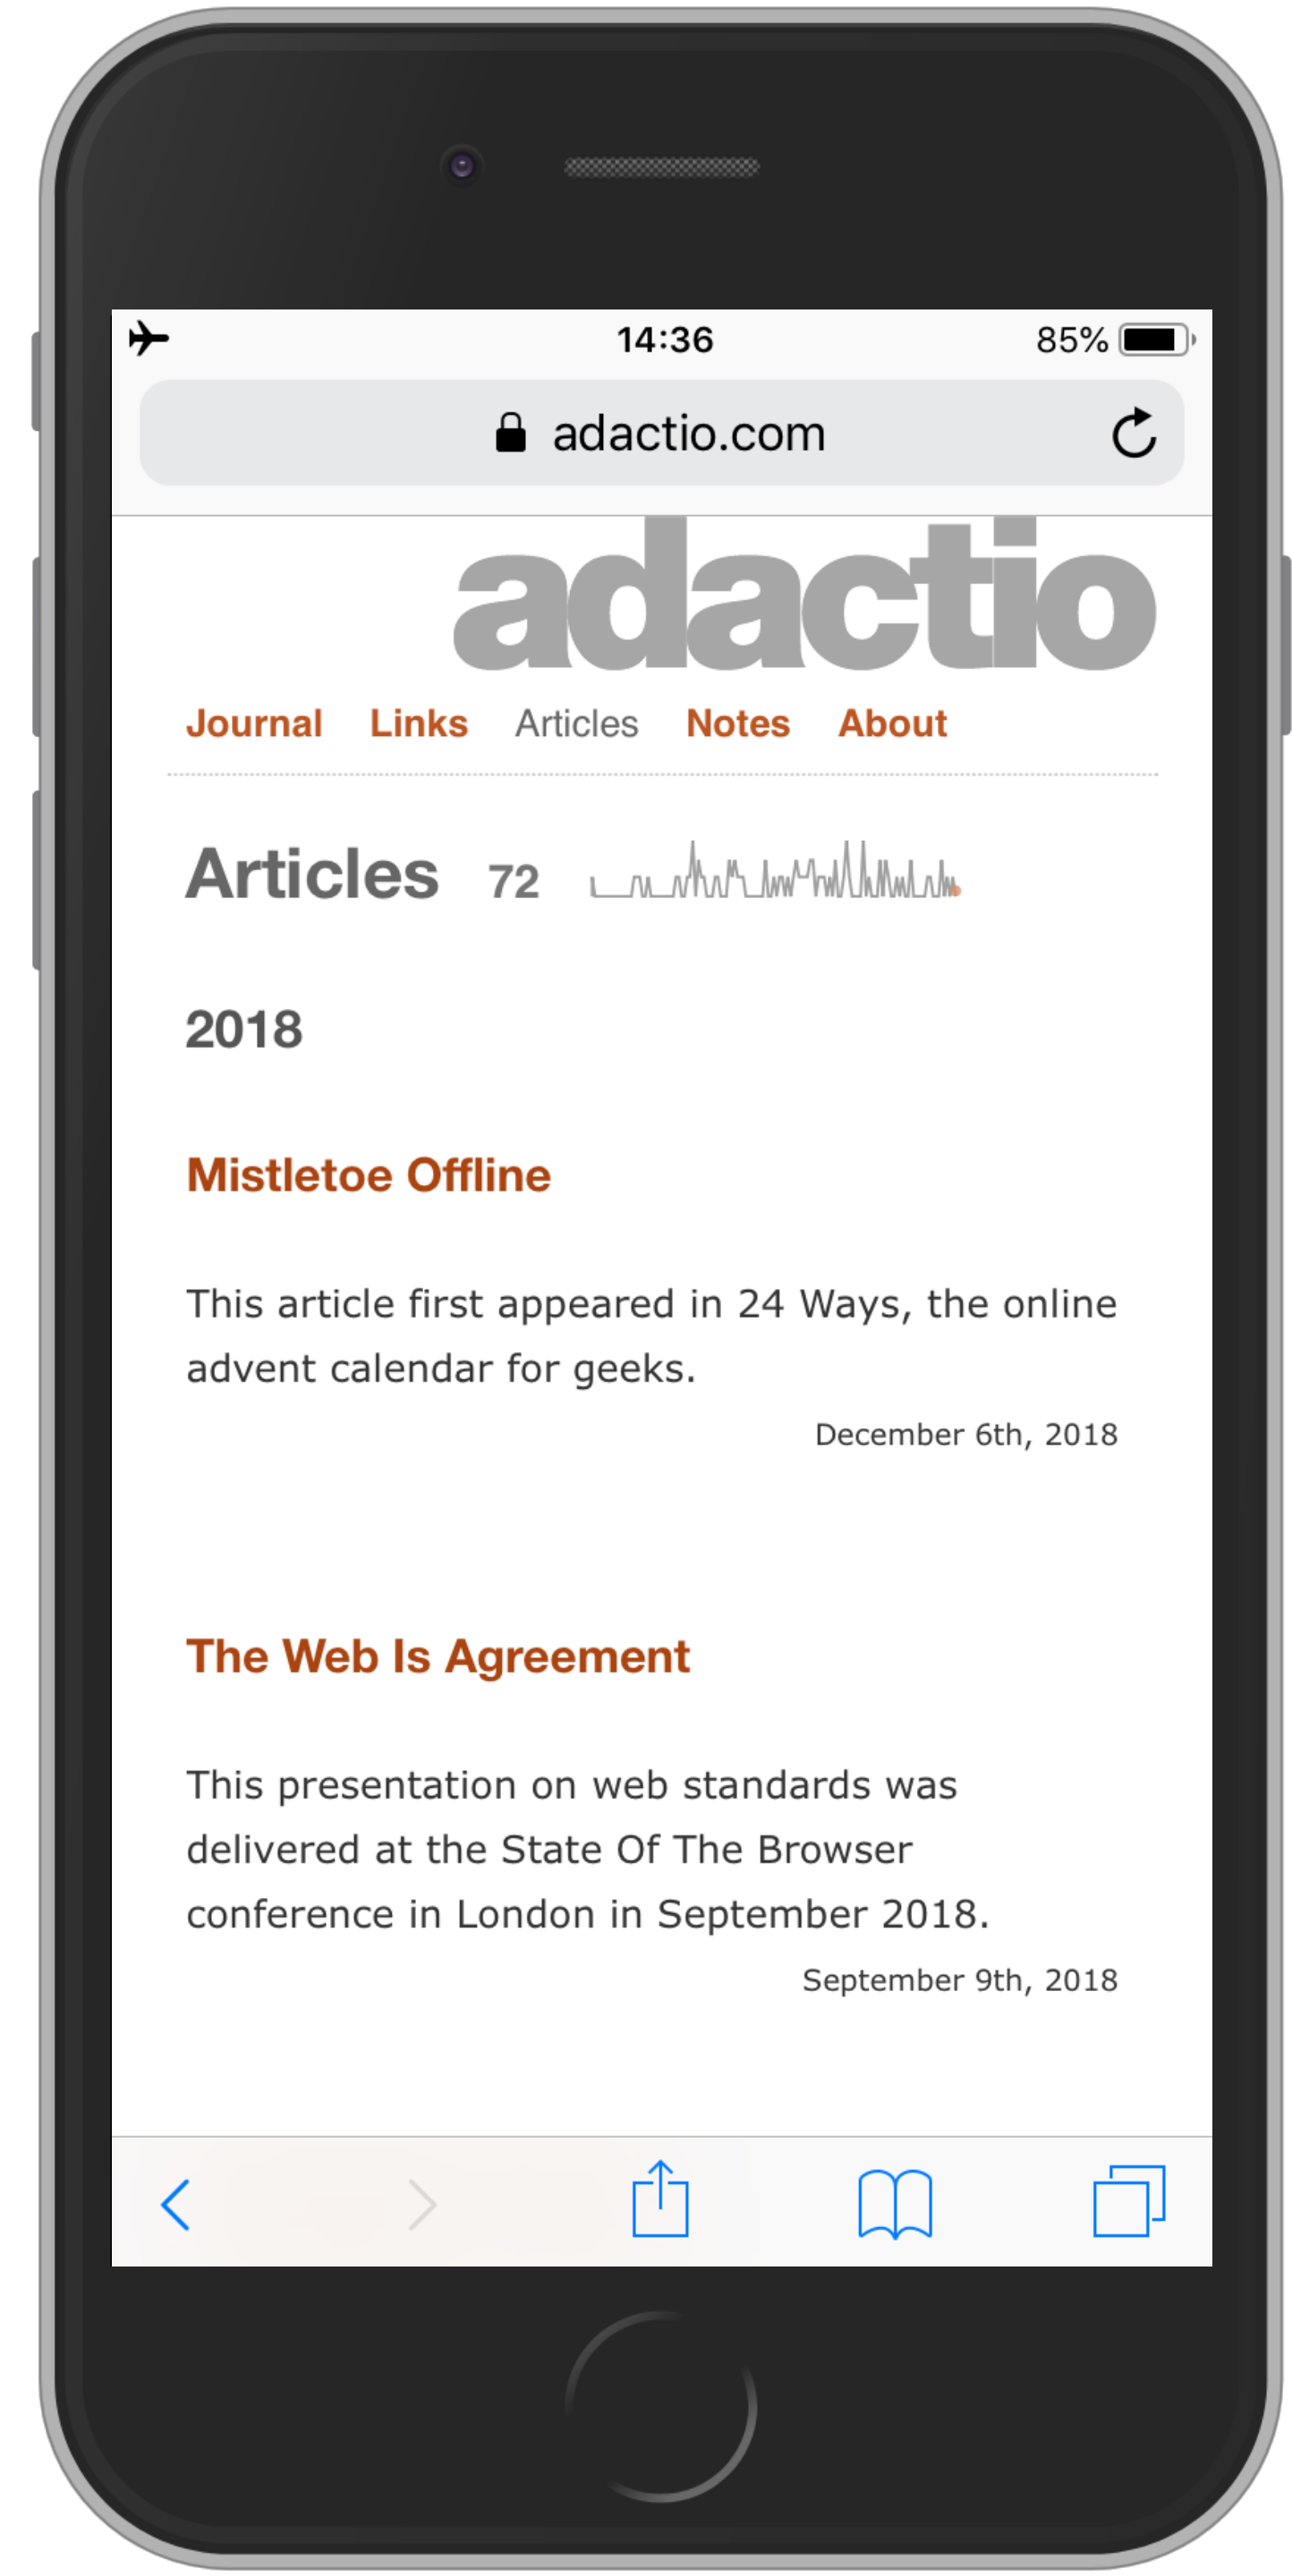 14:36
85%
adactio.com
adactio
Journal Links Articles Notes About
Articles 72
2018
Mistletoe Offline
This article first appeared in 24 Ways, the online
advent calendar for geeks.
December 6th, 2018
The Web Is Agreement
This presentation on web standards was
delivered at the State Of The Browser
conference in London in September 2018.
September 9th, 2018